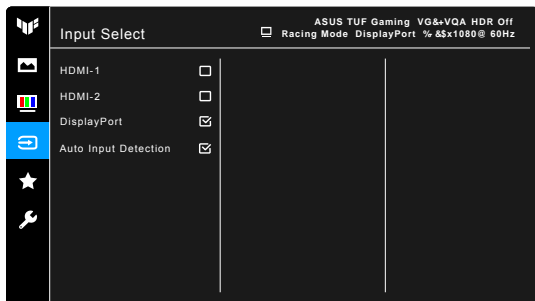 Input Select
ASUS TUF Gaming VG&+VQA HDR Off
Racing Mode DisplayPort % &$x1080@ 60Hz
HDMI-1
HDMI-2
DisplayPort
Auto Input Detection